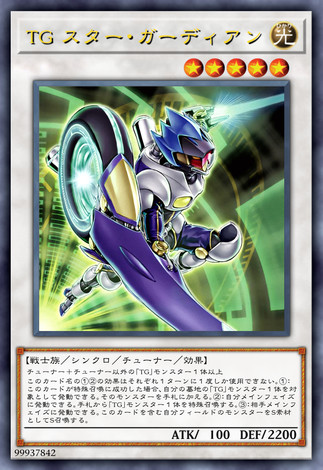 TG スター・ガーディアン
光
【戦士族／シンクロ／チューナー／効果】
チューナー＋チューナー以外の「TG」モンスター1体以上
このカード名の①②の効果はそれぞれ1ターンに1度しか使用できない。①：
このカードが特殊召喚に成功した場合、自分の墓地の「TG」モンスター1体を対
象として発動できる。そのモンスターを手札に加える。②：自分メインフェイズ
に発動できる。手札から「TG」モンスター1体を特殊召喚する。③：相手メインフ
ェイズに発動できる。このカードを含む自分フィールドのモンスターをS素材
としてS召喚する。
ATK/ 100 DEF/2200
99937842